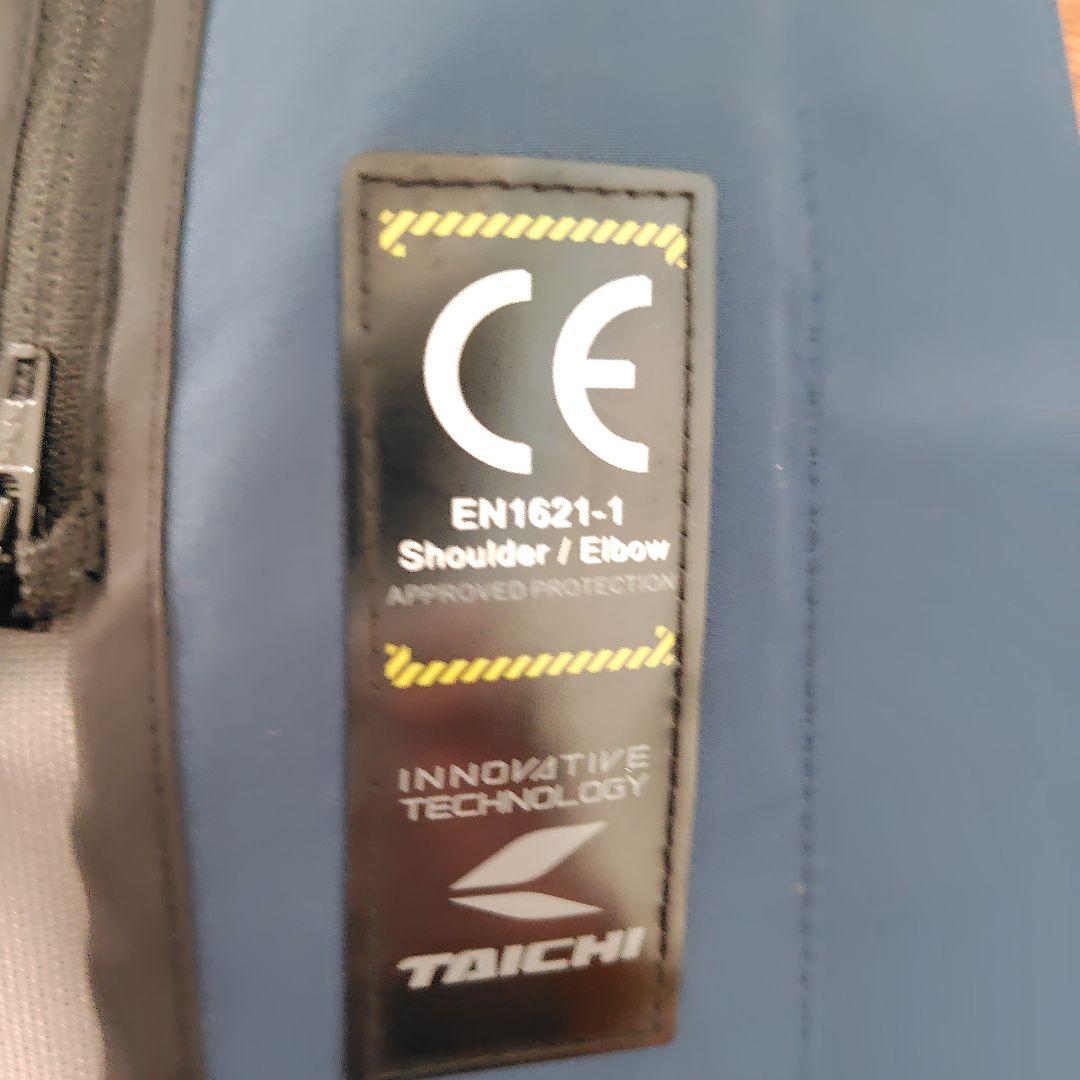 CE
EN1621-1
Shoulder / Elbow
APPROVED PROTECTION
INNOVATIVE
TECHNOLOGY
TAICHI